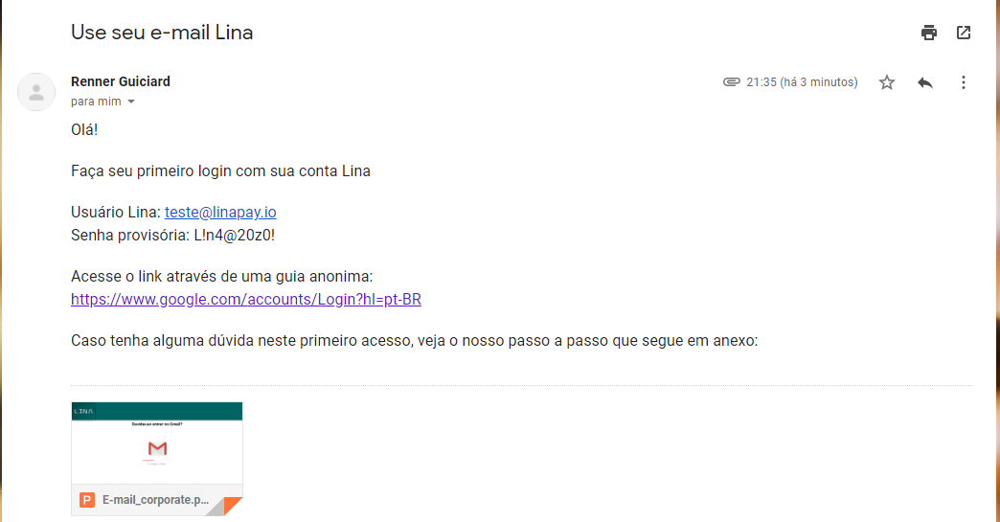 Use seu e-mail Lina
Renner Guiciard
21:35 (há 3 minutos)
para mim
Olá!
Faça seu primeiro login com sua conta Lina
Usuário Lina: teste@linapay.io
Senha provisória: L!n4@20z0!
Acesse o link através de uma guia anonima:
https://www.google.com/accounts/Login?hl=pt-BR
Caso tenha alguma dúvida neste primeiro acesso, veja o nosso passo a passo que segue em anexo:
LINA
Dúvidas ao entrar no Gmail?
P E-mail_corporate.p...